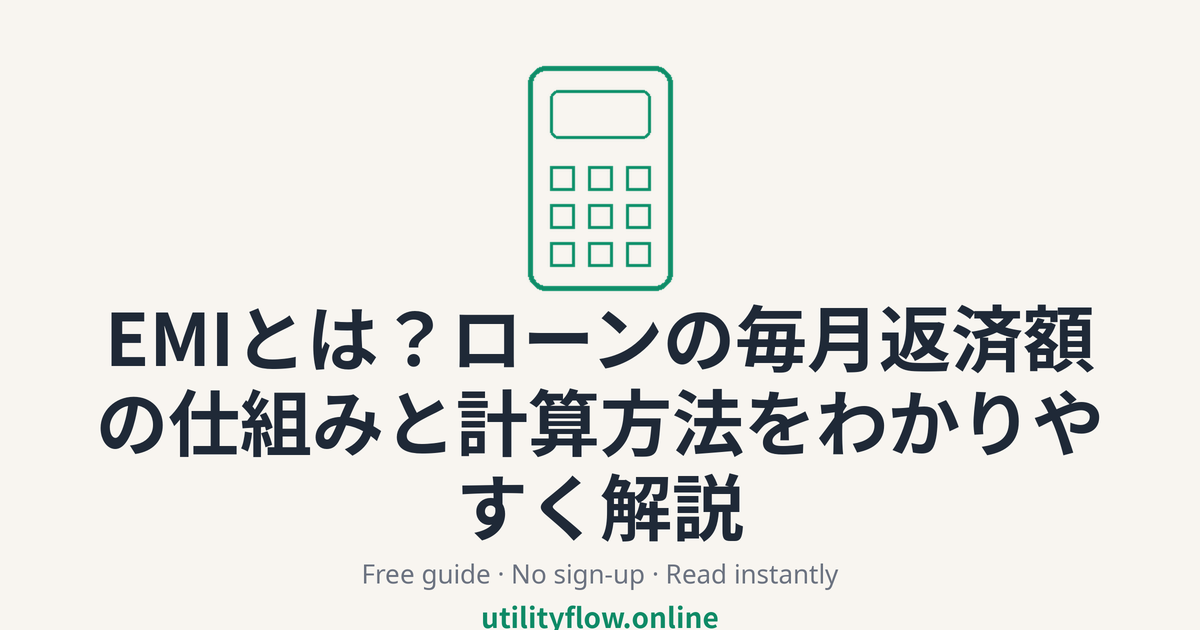 EMIとは？ローンの毎月返済額
の仕組みと計算方法をわかりや
すく解説
Free guide · No sign-up · Read instantly
utilityflow.online